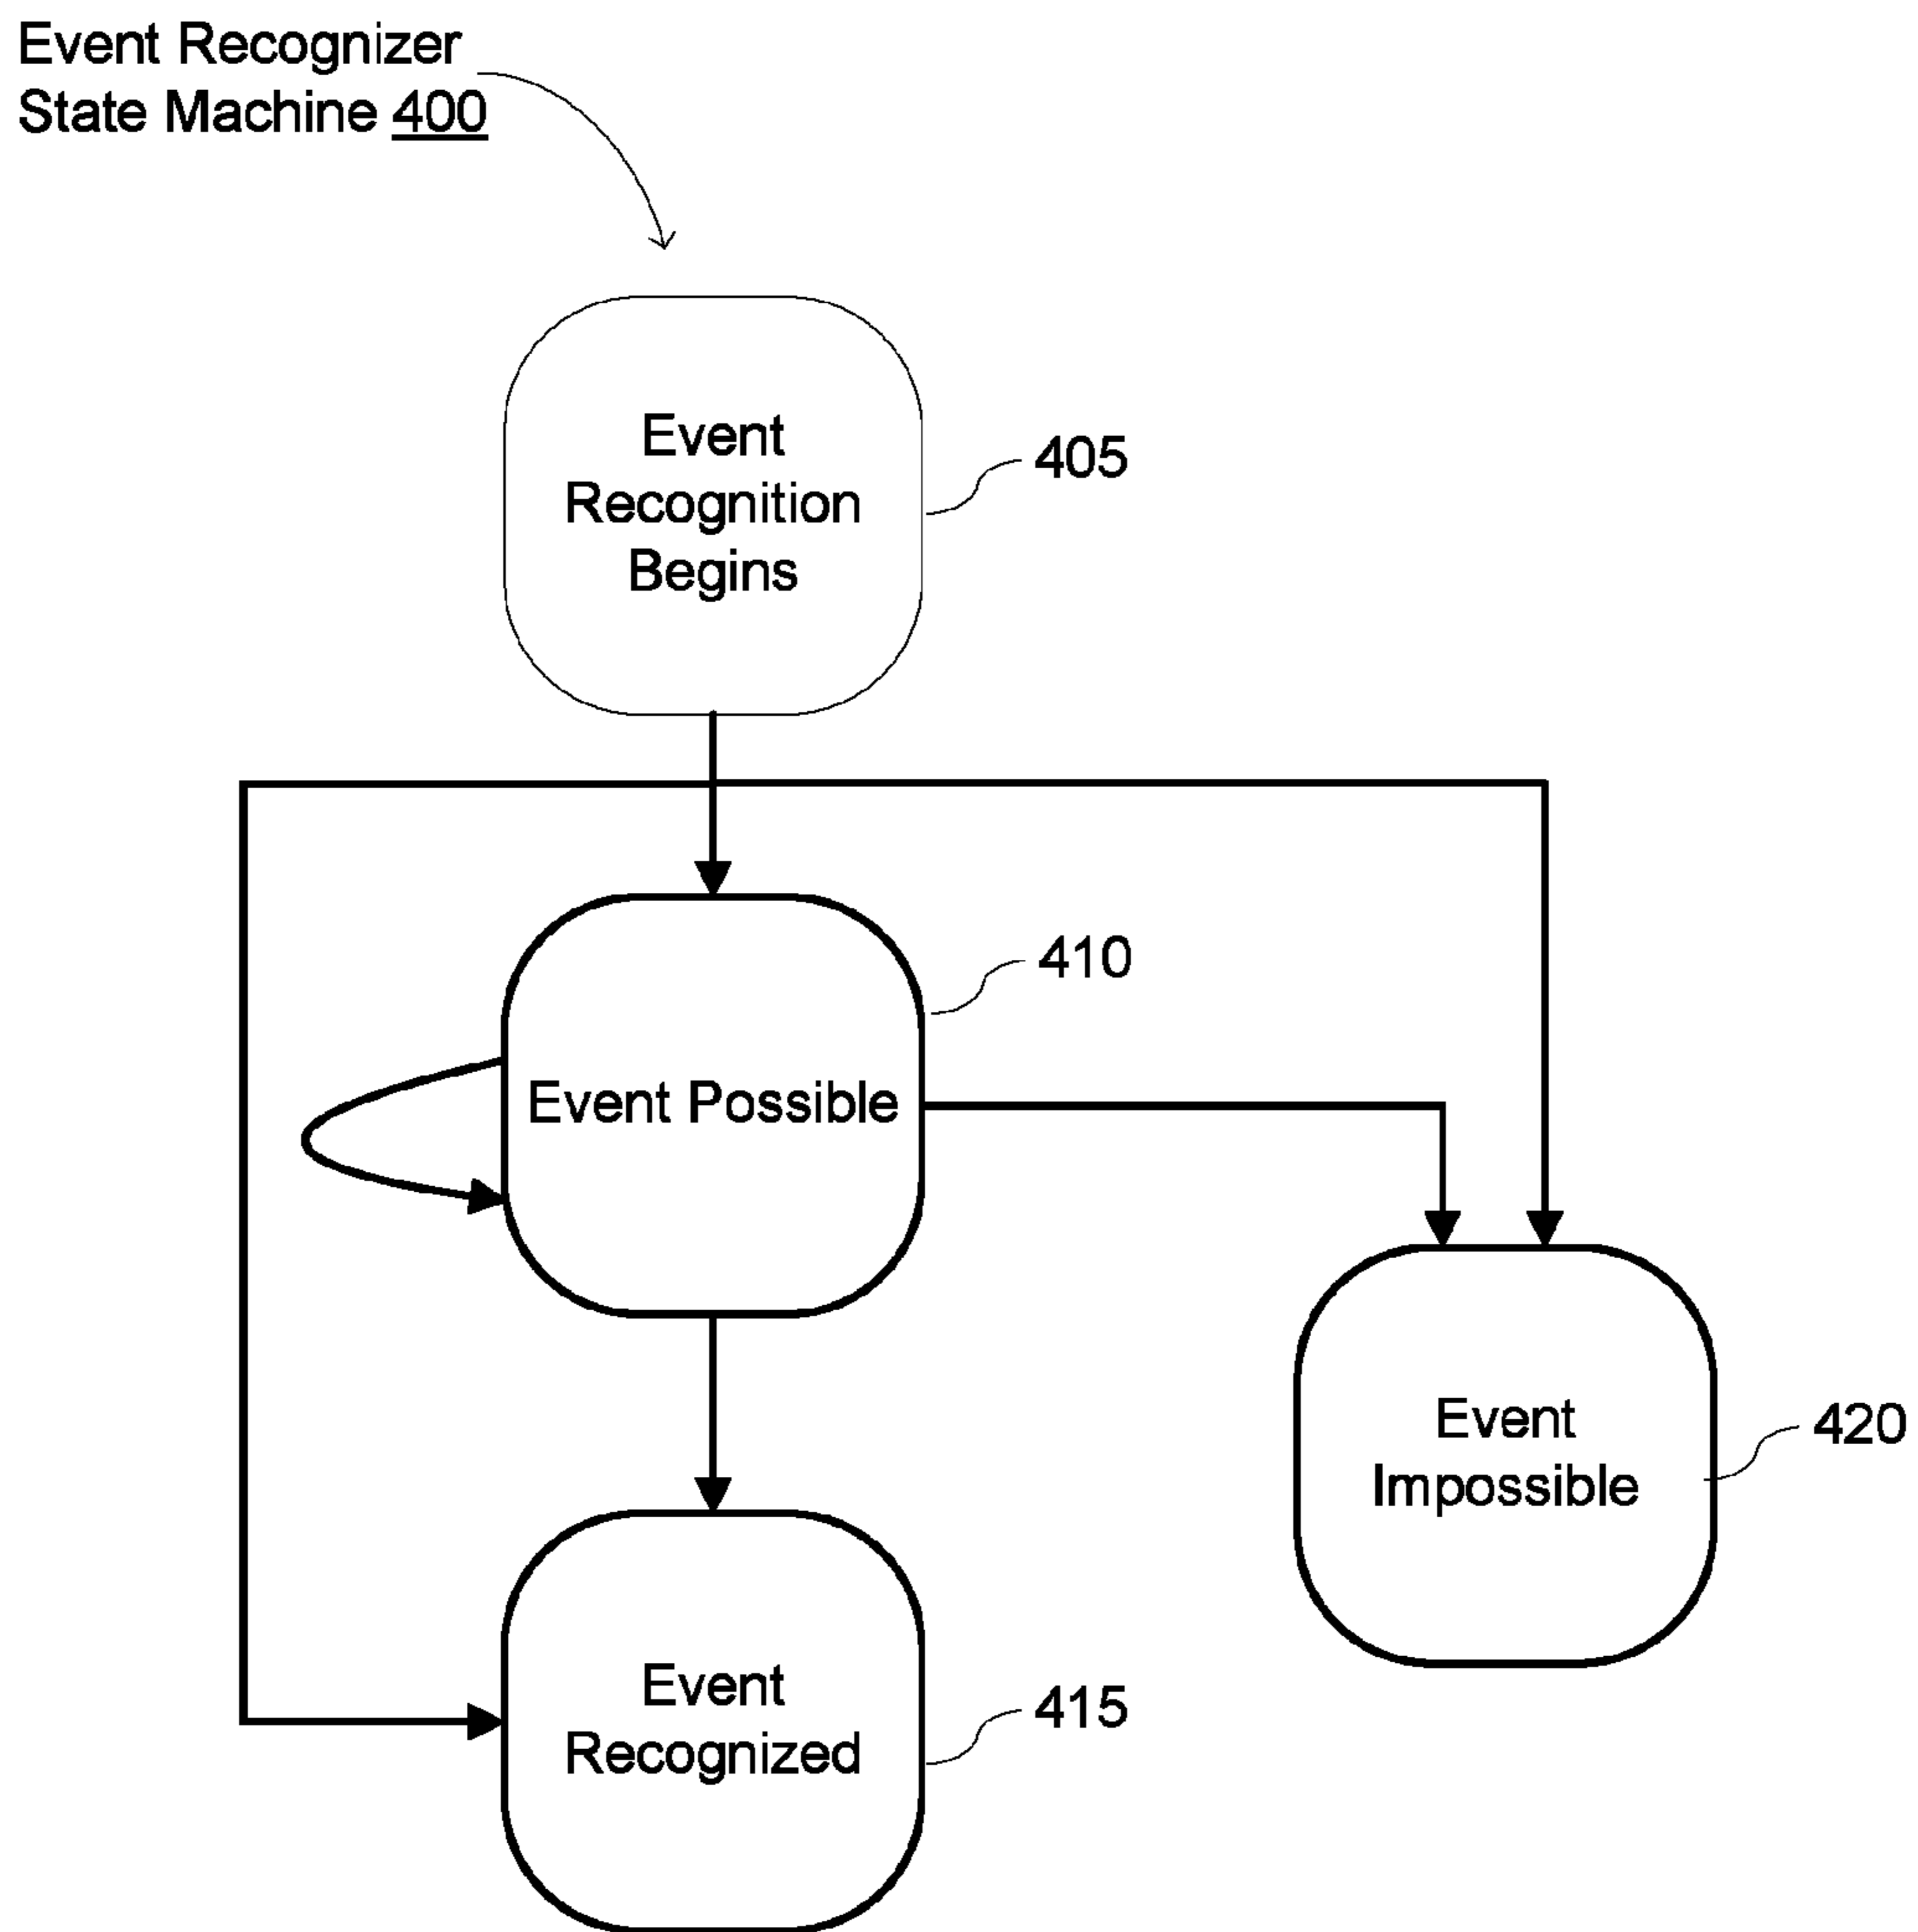 Event Recognizer
State Machine 400
Event
Recognition
Begins
405
410
Event Possible
Event
Impossible
420
Event
Recognized
415